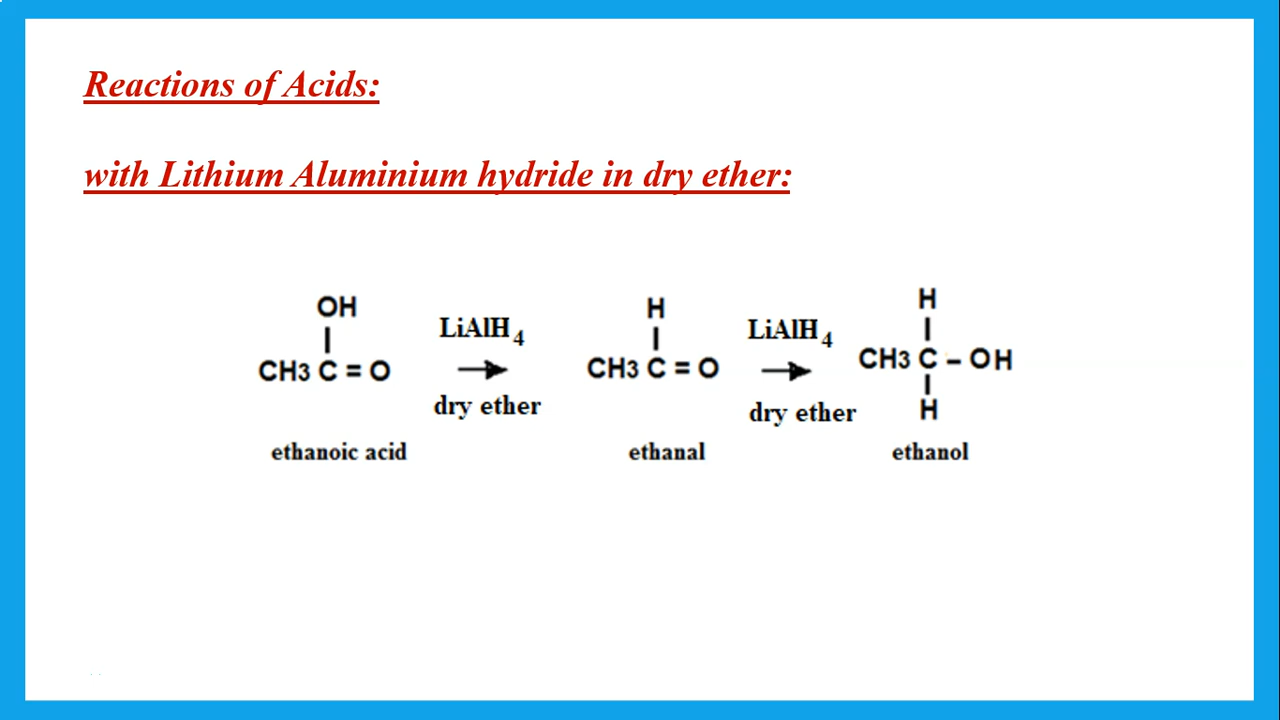 Reactions of Acids:
with Lithium Aluminium hydride in dry ether:
OH H H
| LiAlH4 | LiAlH4 |
CH3 C = O CH3 C = O CH3 C – OH
dry ether dry ether |
H
ethanoic acid ethanal ethanol